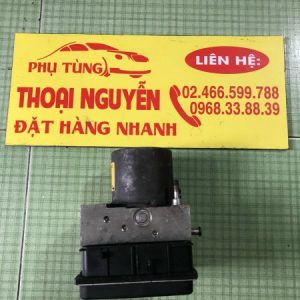 PHỤ TÙNG
THOẠI NGUYỄN
ĐẶT HÀNG NHANH
LIÊN HỆ:
02.466.599.788
0968.33.88.39